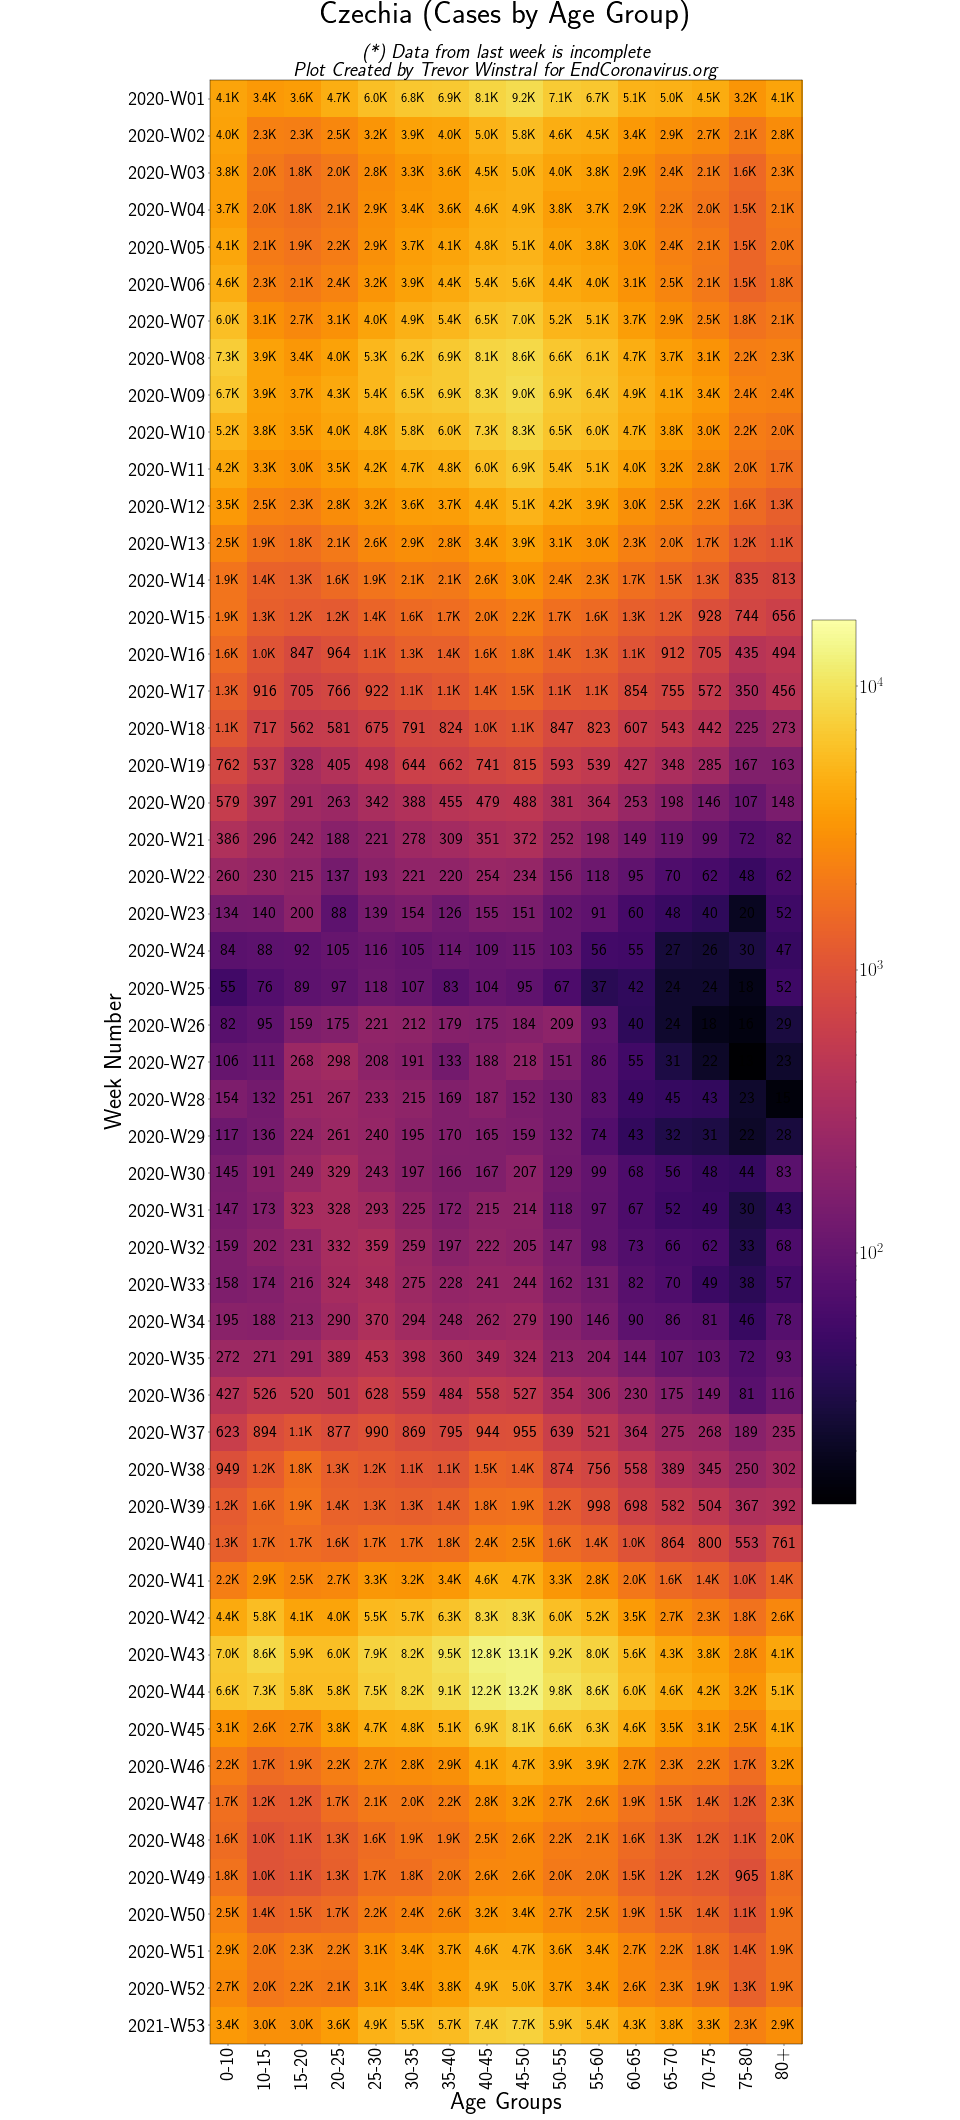 Czechia (Cases by Age Group)
(*) Data from last week is incomplete
Plot Created by Trevor Winstral for EndCoronavirus.org
2020-W01 4.1K 3.4K 3.6K 4.7K 6.0K 6.8K 6.9K 8.1K 9.2K 7.1K 6.7K 5.1K 5.0K 4.5K 3.2K 4.1K
2020-W02 4.0K 2.3K 2.3K 2.5K 3.2K 3.9K 4.0K 5.0K 5.8K 4.6K 4.5K 3.4K 2.9K 2.7K 2.1K 2.8K
2020-W03 3.8K 2.0K 1.8K 2.0K 2.8K 3.3K 3.6K 4.5K 5.0K 4.0K 3.8K 2.9K 2.4K 2.1K 1.6K 2.3K
2020-W04 3.7K 2.0K 1.8K 2.1K 2.9K 3.4K 3.6K 4.6K 4.9K 3.8K 3.7K 2.9K 2.2K 2.0K 1.5K 2.1K
2020-W05 4.1K 2.1K 1.9K 2.2K 2.9K 3.7K 4.1K 4.8K 5.1K 4.0K 3.8K 3.0K 2.4K 2.1K 1.5K 2.0K
2020-W06 4.6K 2.3K 2.1K 2.4K 3.2K 3.9K 4.4K 5.4K 5.6K 4.4K 4.0K 3.1K 2.5K 2.1K 1.5K 1.8K
2020-W07 6.0K 3.1K 2.7K 3.1K 4.0K 4.9K 5.4K 6.5K 7.0K 5.2K 5.1K 3.7K 2.9K 2.5K 1.8K 2.1K
2020-W08 7.3K 3.9K 3.4K 4.0K 5.3K 6.2K 6.9K 8.1K 8.6K 6.6K 6.1K 4.7K 3.7K 3.1K 2.2K 2.3K
2020-W09 6.7K 3.9K 3.7K 4.3K 5.4K 6.5K 6.9K 8.3K 9.0K 6.9K 6.4K 4.9K 4.1K 3.4K 2.4K 2.4K
2020-W10 5.2K 3.8K 3.5K 4.0K 4.8K 5.8K 6.0K 7.3K 8.3K 6.5K 6.0K 4.7K 3.8K 3.0K 2.2K 2.0K
2020-W11 4.2K 3.3K 3.0K 3.5K 4.2K 4.7K 4.8K 6.0K 6.9K 5.4K 5.1K 4.0K 3.2K 2.8K 2.0K 1.7K
2020-W12 3.5K 2.5K 2.3K 2.8K 3.2K 3.6K 3.7K 4.4K 5.1K 4.2K 3.9K 3.0K 2.5K 2.2K 1.6K 1.3K
2020-W13 2.5K 1.9K 1.8K 2.1K 2.6K 2.9K 2.8K 3.4K 3.9K 3.1K 3.0K 2.3K 2.0K 1.7K 1.2K 1.1K
2020-W14 1.9K 1.4K 1.3K 1.6K 1.9K 2.1K 2.1K 2.6K 3.0K 2.4K 2.3K 1.7K 1.5K 1.3K 835 813
2020-W15 1.9K 1.3K 1.2K 1.2K 1.4K 1.6K 1.7K 2.0K 2.2K 1.7K 1.6K 1.3K 1.2K 928 744 656
2020-W16 1.6K 1.0K 847 964 1.1K 1.3K 1.4K 1.6K 1.8K 1.4K 1.3K 1.1K 912 705 435 494
2020-W17 1.3K 916 705 766 922 1.1K 1.1K 1.4K 1.5K 1.1K 1.1K 854 755 572 350 456
2020-W18 1.1K 717 562 581 675 791 824 1.0K 1.1K 847 823 607 543 442 225 273
2020-W19 762 537 328 405 498 644 662 741 815 593 539 427 348 285 167 163
2020-W20 579 397 291 263 342 388 455 479 488 381 364 253 198 146 107 148
2020-W21 386 296 242 188 221 278 309 351 372 252 198 149 119 99 72 82
2020-W22 260 230 215 137 193 221 220 254 234 156 118 95 70 62 48 62
2020-W23 134 140 200 88 139 154 126 155 151 102 91 60 48 40 20 52
2020-W24 84 88 92 105 116 105 114 109 115 103 56 55 27 26 30 47
2020-W25 55 76 89 97 118 107 83 104 95 67 37 42 24 24 18 52
2020-W26 82 95 159 175 221 212 179 175 184 209 93 40 24 29
2020-W27 106 111 268 298 208 191 133 188 218 151 86 55 31 22 23
2020-W28 154 132 251 267 233 215 169 187 152 130 83 49 45 43 23
2020-W29 117 136 224 261 240 195 170 165 159 132 74 43 32 31 22 28
2020-W30 145 191 249 329 243 197 166 167 207 129 99 68 56 48 44 83
2020-W31 147 173 323 328 293 225 172 215 214 118 97 67 52 49 30 43
2020-W32 159 202 231 332 359 259 197 222 205 147 98 73 66 62 33 68
2020-W33 158 174 216 324 348 275 228 241 244 162 131 82 70 49 38 57
2020-W34 195 188 213 290 370 294 248 262 279 190 146 90 86 81 46 78
2020-W35 272 271 291 389 453 398 360 349 324 213 204 144 107 103 72 93
2020-W36 427 526 520 501 628 559 484 558 527 354 306 230 175 149 81 116
2020-W37 623 894 1.1K 877 990 869 795 944 955 639 521 364 275 268 189 235
2020-W38 949 1.2K 1.8K 1.3K 1.2K 1.1K 1.1K 1.5K 1.4K 874 756 558 389 345 250 302
2020-W39 1.2K 1.6K 1.9K 1.4K 1.3K 1.3K 1.4K 1.8K 1.9K 1.2K 998 698 582 504 367 392
2020-W40 1.3K 1.7K 1.7K 1.6K 1.7K 1.7K 1.8K 2.4K 2.5K 1.6K 1.4K 1.0K 864 800 553 761
2020-W41 2.2K 2.9K 2.5K 2.7K 3.3K 3.2K 3.4K 4.6K 4.7K 3.3K 2.8K 2.0K 1.6K 1.4K 1.0K 1.4K
2020-W42 4.4K 5.8K 4.1K 4.0K 5.5K 5.7K 6.3K 8.3K 8.3K 6.0K 5.2K 3.5K 2.7K 2.3K 1.8K 2.6K
2020-W43 7.0K 8.6K 5.9K 6.0K 7.9K 8.2K 9.5K 12.8K 13.1K 9.2K 8.0K 5.6K 4.3K 3.8K 2.8K 4.1K
2020-W44 6.6K 7.3K 5.8K 5.8K 7.5K 8.2K 9.1K 12.2K 13.2K 9.8K 8.6K 6.0K 4.6K 4.2K 3.2K 5.1K
2020-W45 3.1K 2.6K 2.7K 3.8K 4.7K 4.8K 5.1K 6.9K 8.1K 6.6K 6.3K 4.6K 3.5K 3.1K 2.5K 4.1K
2020-W46 2.2K 1.7K 1.9K 2.2K 2.7K 2.8K 2.9K 4.1K 4.7K 3.9K 3.9K 2.7K 2.3K 2.2K 1.7K 3.2K
2020-W47 1.7K 1.2K 1.2K 1.7K 2.1K 2.0K 2.2K 2.8K 3.2K 2.7K 2.6K 1.9K 1.5K 1.4K 1.2K 2.3K
2020-W48 1.6K 1.0K 1.1K 1.3K 1.6K 1.9K 1.9K 2.5K 2.6K 2.2K 2.1K 1.6K 1.3K 1.2K 1.1K 2.0K
2020-W49 1.8K 1.0K 1.1K 1.3K 1.7K 1.8K 2.0K 2.6K 2.6K 2.0K 2.0K 1.5K 1.2K 1.2K 965 1.8K
2020-W50 2.5K 1.4K 1.5K 1.7K 2.2K 2.4K 2.6K 3.2K 3.4K 2.7K 2.5K 1.9K 1.5K 1.4K 1.1K 1.9K
2020-W51 2.9K 2.0K 2.3K 2.2K 3.1K 3.4K 3.7K 4.6K 4.7K 3.6K 3.4K 2.7K 2.2K 1.8K 1.4K 1.9K
2020-W52 2.7K 2.0K 2.2K 2.1K 3.1K 3.4K 3.8K 4.9K 5.0K 3.7K 3.4K 2.6K 2.3K 1.9K 1.3K 1.9K
2021-W53 3.4K 3.0K 3.0K 3.6K 4.9K 5.5K 5.7K 7.4K 7.7K 5.9K 5.4K 4.3K 3.8K 3.3K 2.3K 2.9K
0-10 10-15 15-20 20-25 25-30 30-35 35-40 40-45 45-50 50-55 55-60 60-65 65-70 70-75 75-80 80+
Age Groups
Week Number
10⁴
10³
10²